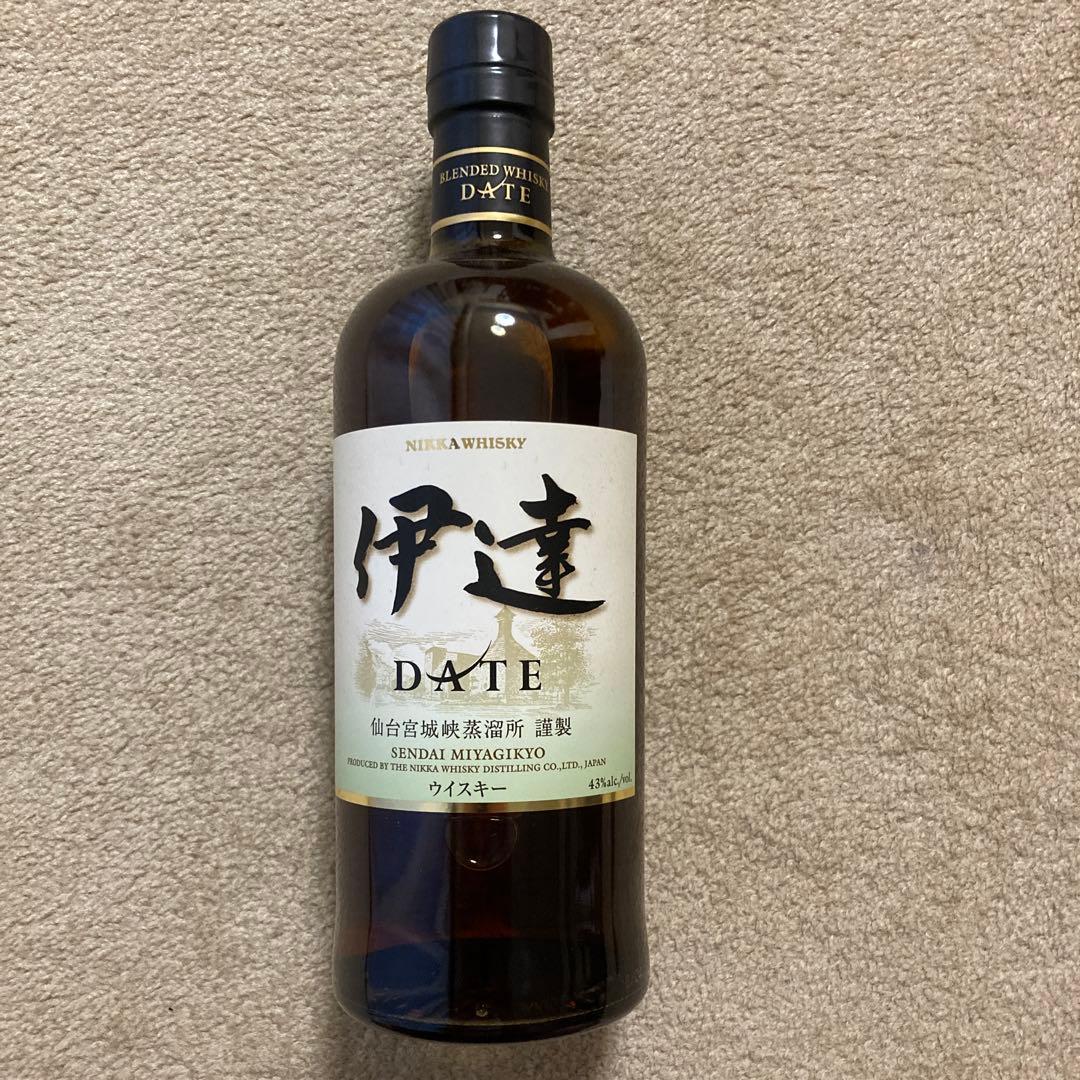 BLENDED WHISKY
DATE
NIKKA WHISKY
伊達
DATE
仙台宮城峡蒸溜所 謹製
SENDAI MIYAGIKYO
PRODUCED BY THE NIKKA WHISKY DISTILLING CO.,LTD., JAPAN
ウイスキー
43%alc./vol.